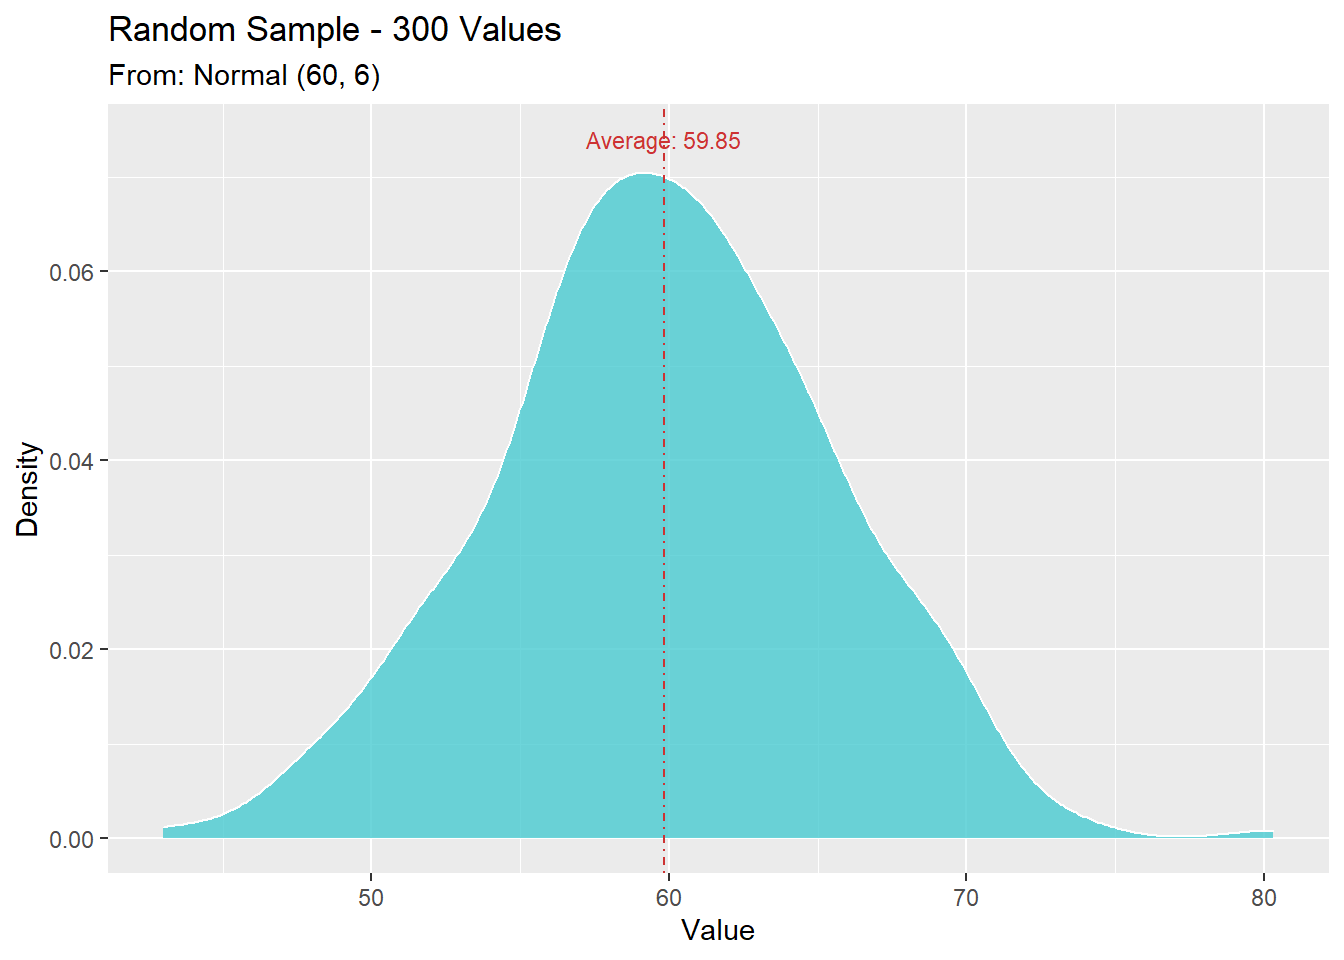 Random Sample - 300 Values
From: Normal (60, 6)
Average: 59.85
0.06
0.04
0.02
0.00
Density
50 60 70 80
Value